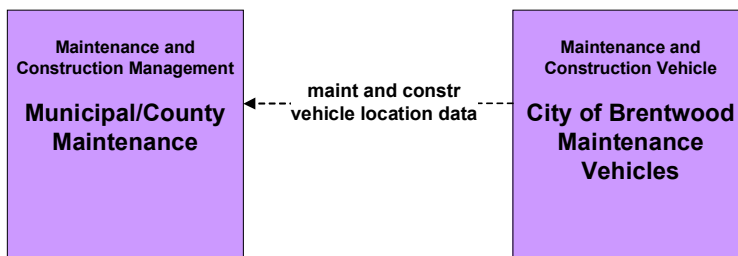 Maintenance and
Construction Management
Municipal/County
Maintenance
maint and constr
vehicle location data
Maintenance and
Construction Vehicle
City of Brentwood
Maintenance
Vehicles